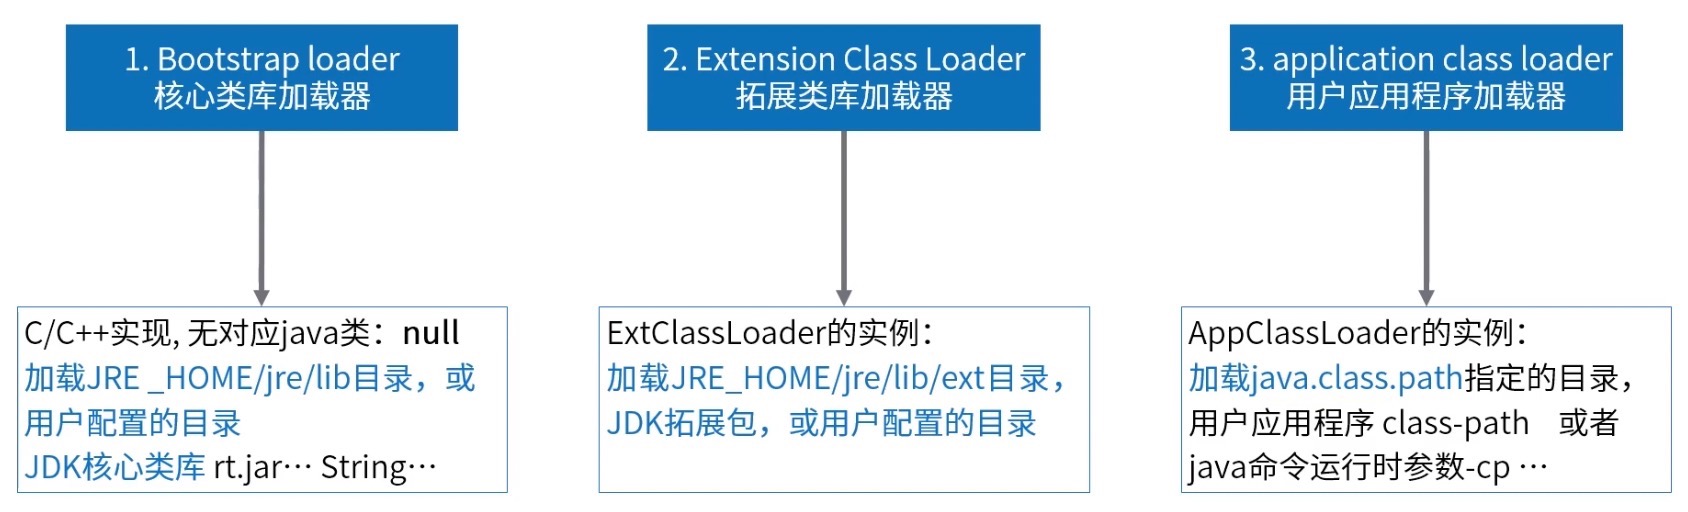 1. Bootstrap loader
核心类库加载器
2. Extension Class Loader
拓展类库加载器
3. application class loader
用户应用程序加载器
C/C++实现, 无对应java类：null
加载JRE _HOME/jre/lib目录，或
用户配置的目录
JDK核心类库 rt.jar… String…
ExtClassLoader的实例：
加载JRE_HOME/jre/lib/ext目录，
JDK拓展包，或用户配置的目录
AppClassLoader的实例：
加载java.class.path指定的目录，
用户应用程序 class-path 或者
java命令运行时参数-cp …